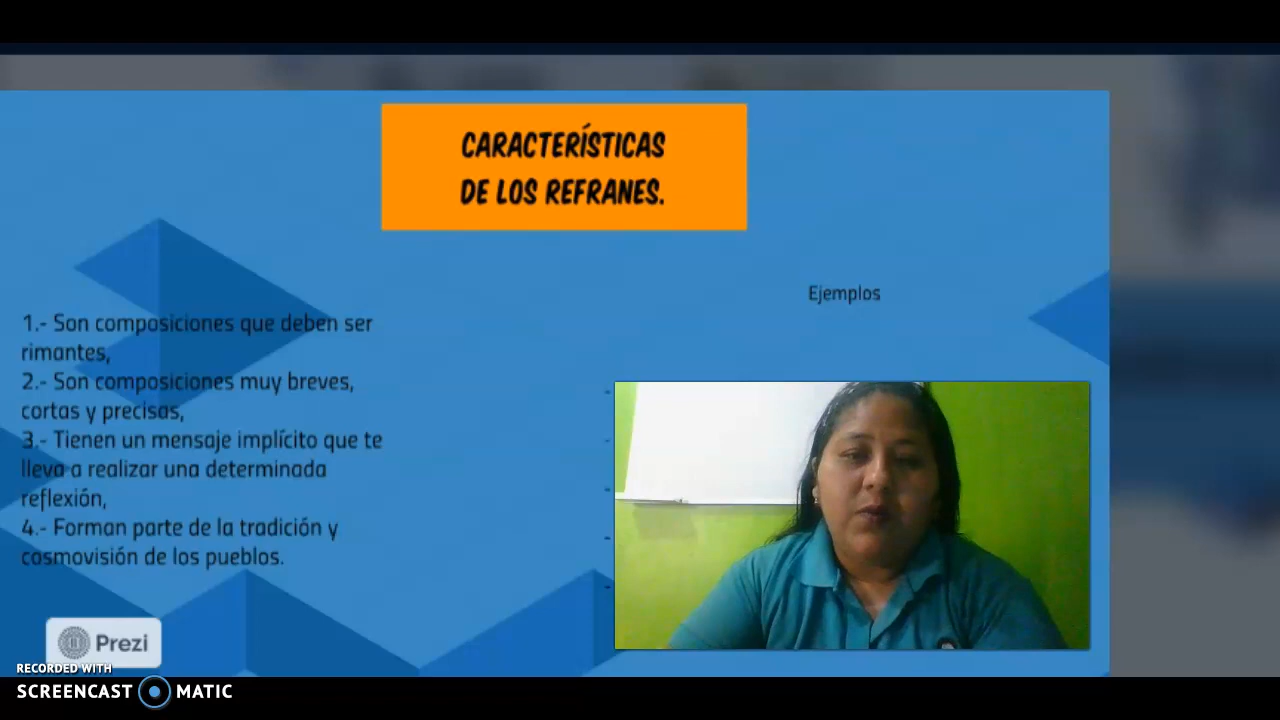 CARACTERÍSTICAS
DE LOS REFRANES.
Ejemplos
1.- Son composiciones que deben ser
rimantes,
2.- Son composiciones muy breves,
cortas y precisas,
3.- Tienen un mensaje implícito que te
lleva a realizar una determinada
reflexión,
4.- Forman parte de la tradición y
cosmovisión de los pueblos.
Prezi
RECORDED WITH
SCREENCAST MATIC